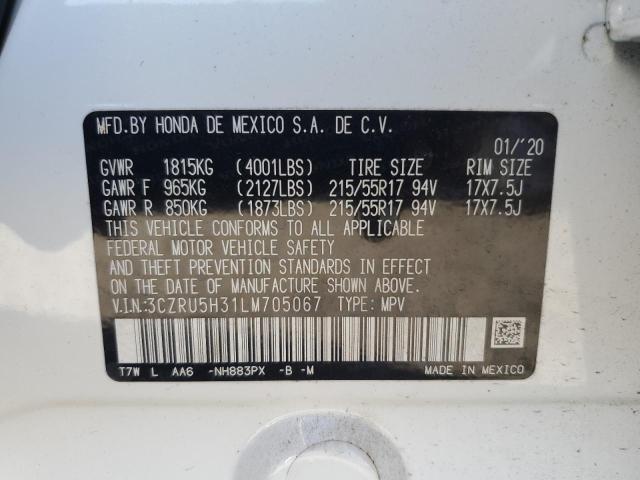 MFD.BY HONDA DE MEXICO S.A. DE C.V.
01/'20
GVWR 1815KG (4001LBS) TIRE SIZE RIM SIZE
GAWR F 965KG (2127LBS) 215/55R17 94V 17X7.5J
GAWR R 850KG (1873LBS) 215/55R17 94V 17X7.5J
THIS VEHICLE CONFORMS TO ALL APPLICABLE
FEDERAL MOTOR VEHICLE SAFETY
AND THEFT PREVENTION STANDARDS IN EFFECT
ON THE DATE OF MANUFACTURE SHOWN ABOVE.
V.I.N:3CZRU5H31LM705067 TYPE: MPV
T7W L AA6 -NH883PX -B -M
MADE IN MEXICO